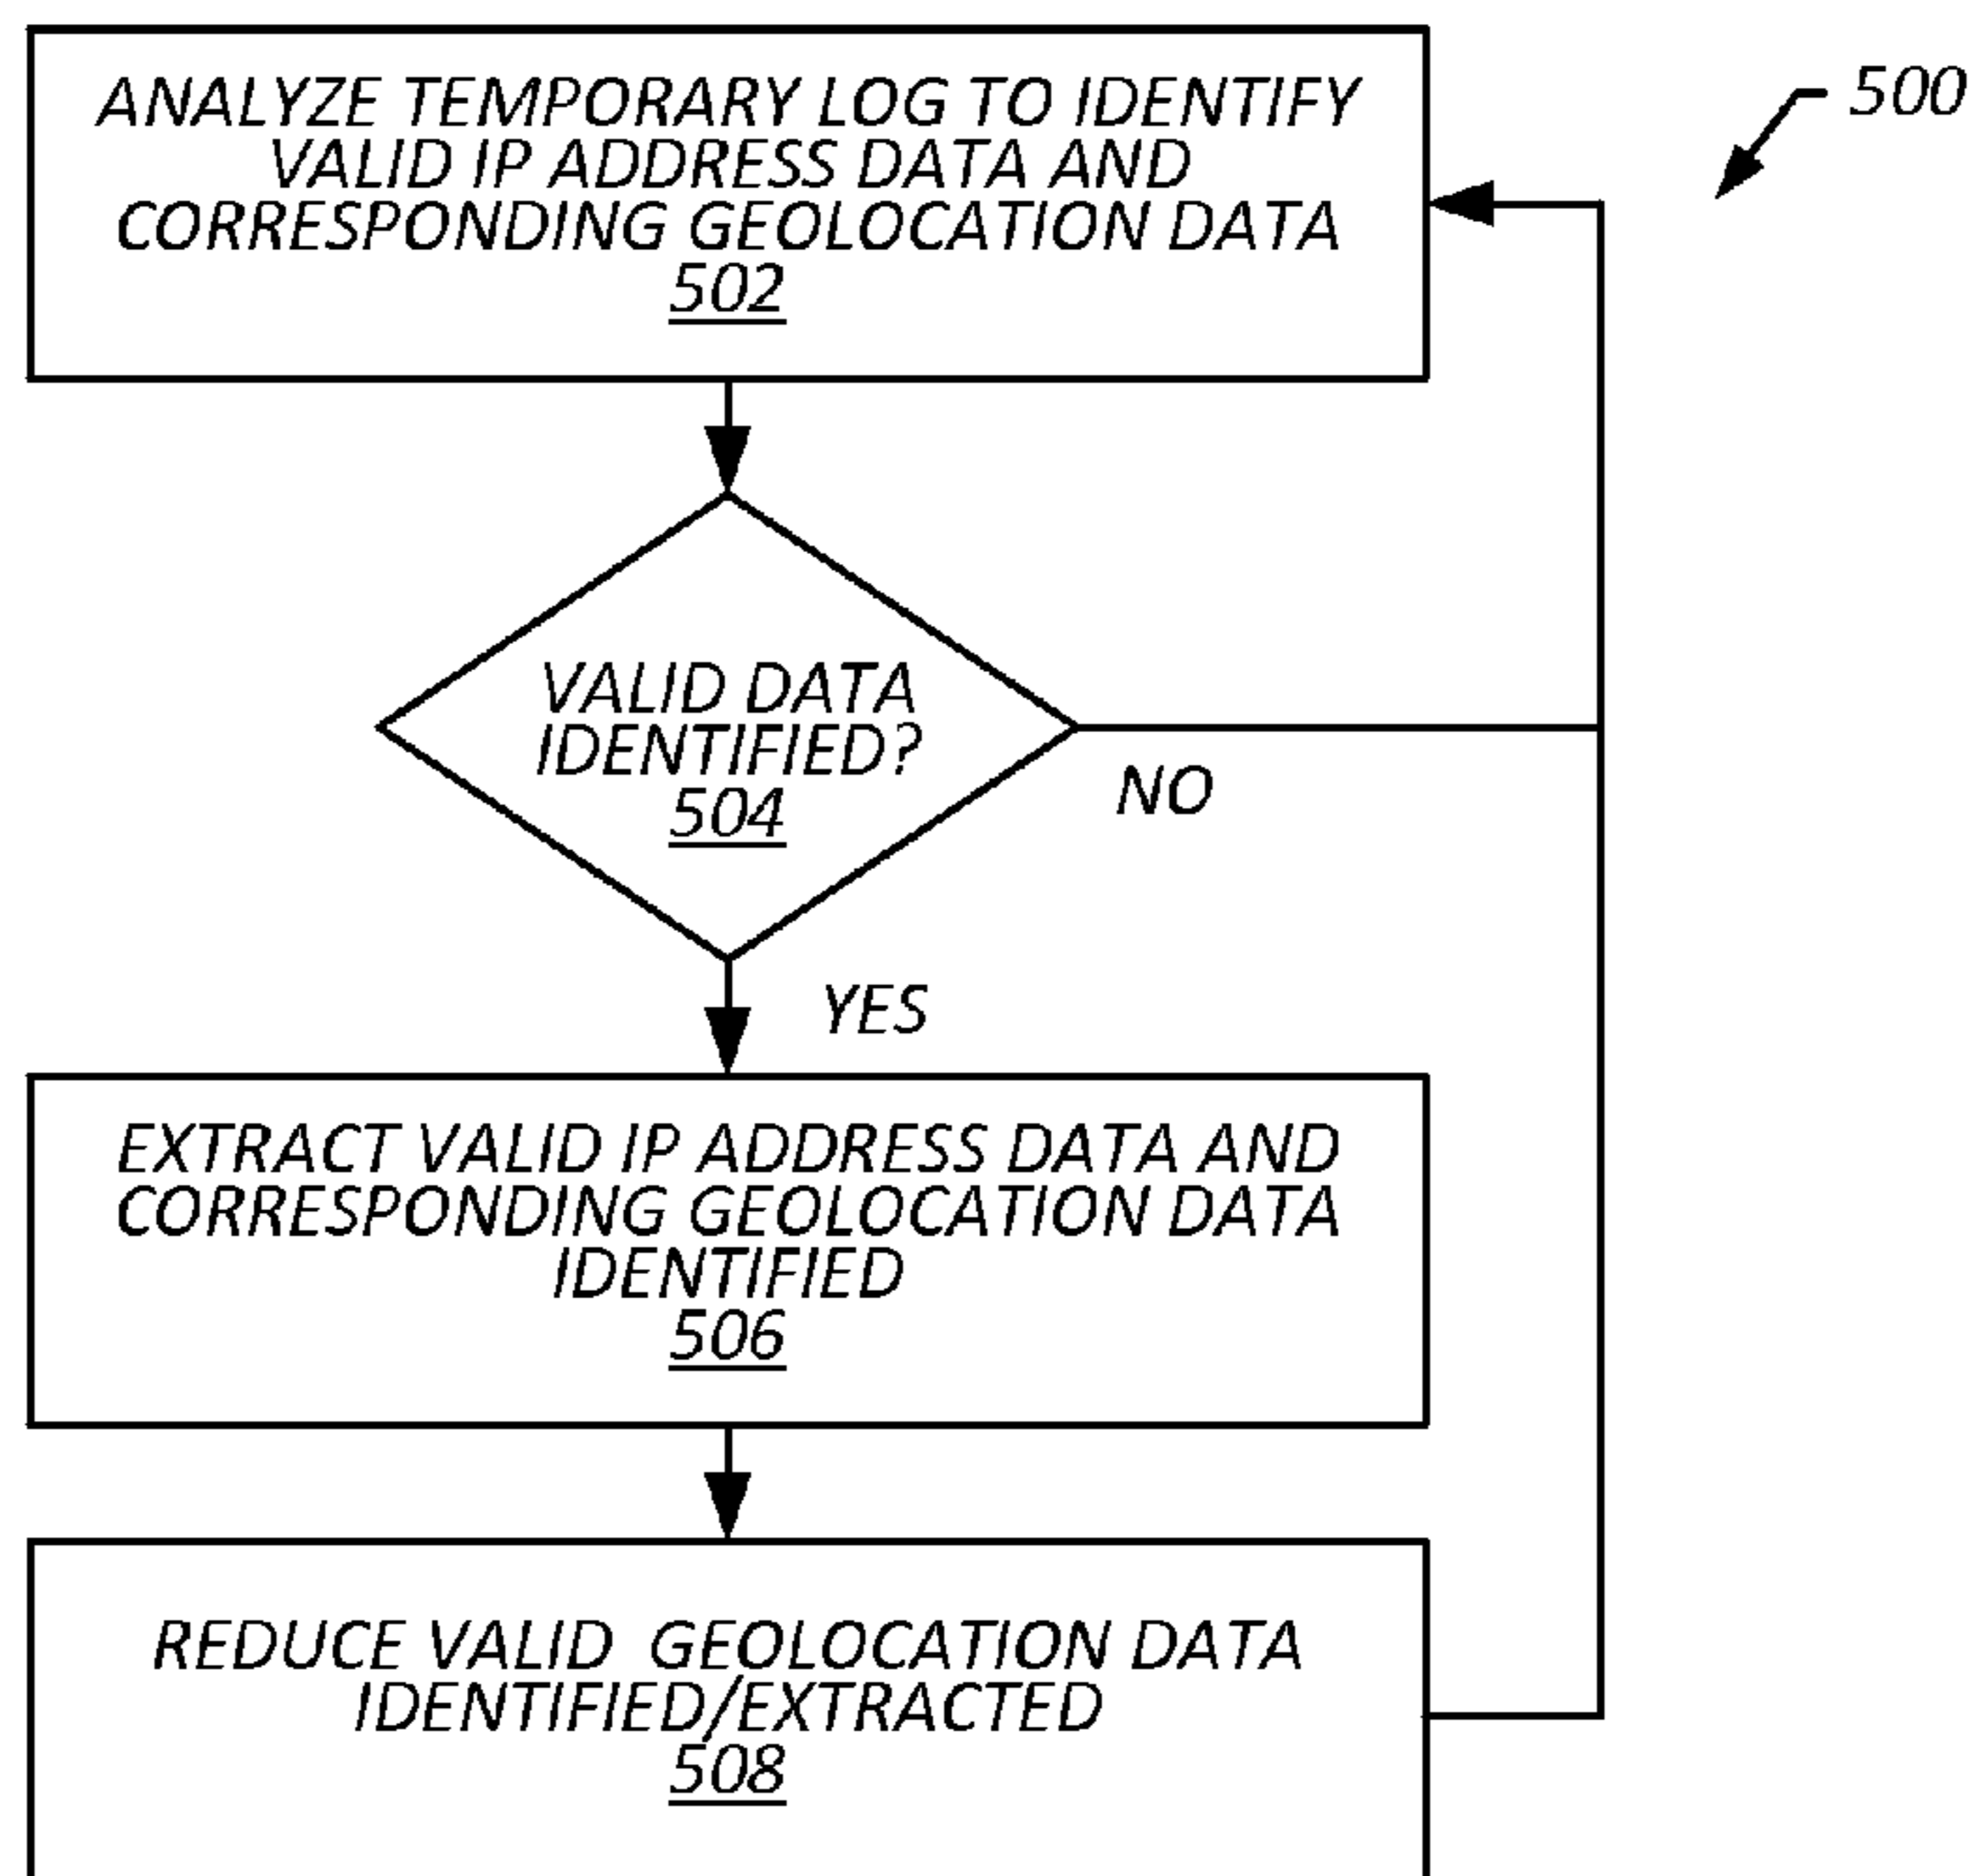 ANALYZE TEMPORARY LOG TO IDENTIFY
VALID IP ADDRESS DATA AND
CORRESPONDING GEOLOCATION DATA
502
500
VALID DATA
IDENTIFIED?
504
NO
YES
EXTRACT VALID IP ADDRESS DATA AND
CORRESPONDING GEOLOCATION DATA
IDENTIFIED
506
REDUCE VALID GEOLOCATION DATA
IDENTIFIED/EXTRACTED
508